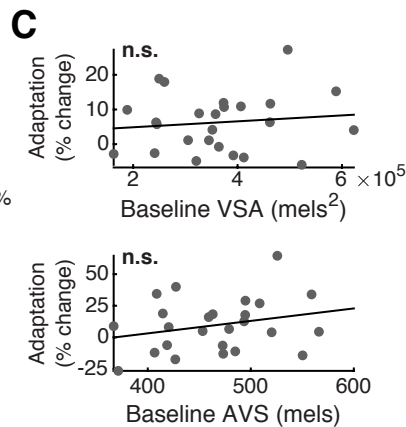 C
n.s.
Adaptation
(% change)
20
10
0
2 4 6 ×10⁵
%
Baseline VSA (mels²)
n.s.
Adaptation
(% change)
50
25
0
-25
400 500 600
Baseline AVS (mels)